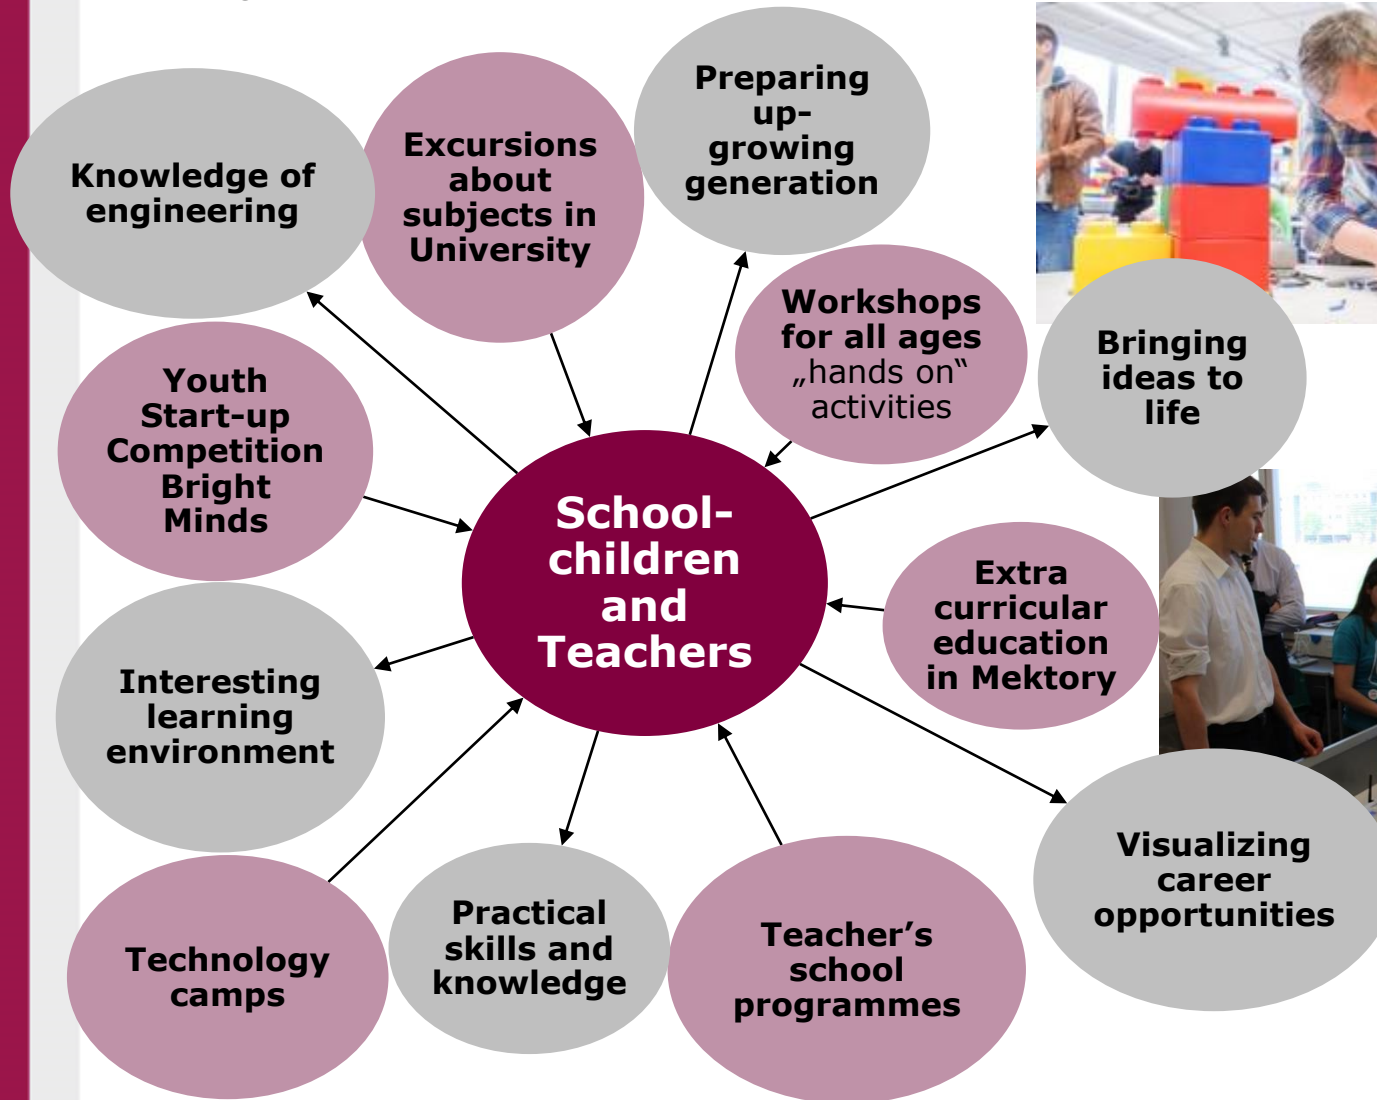 Knowledge of
engineering
Excursions
about
subjects in
University
Preparing
up-
growing
generation
Workshops
for all ages
„hands on“
activities
Bringing
ideas to
life
Youth
Start-up
Competition
Bright
Minds
School-
children
and
Teachers
Extra
curricular
education
in Mektory
Interesting
learning
environment
Visualizing
career
opportunities
Technology
camps
Practical
skills and
knowledge
Teacher’s
school
programmes